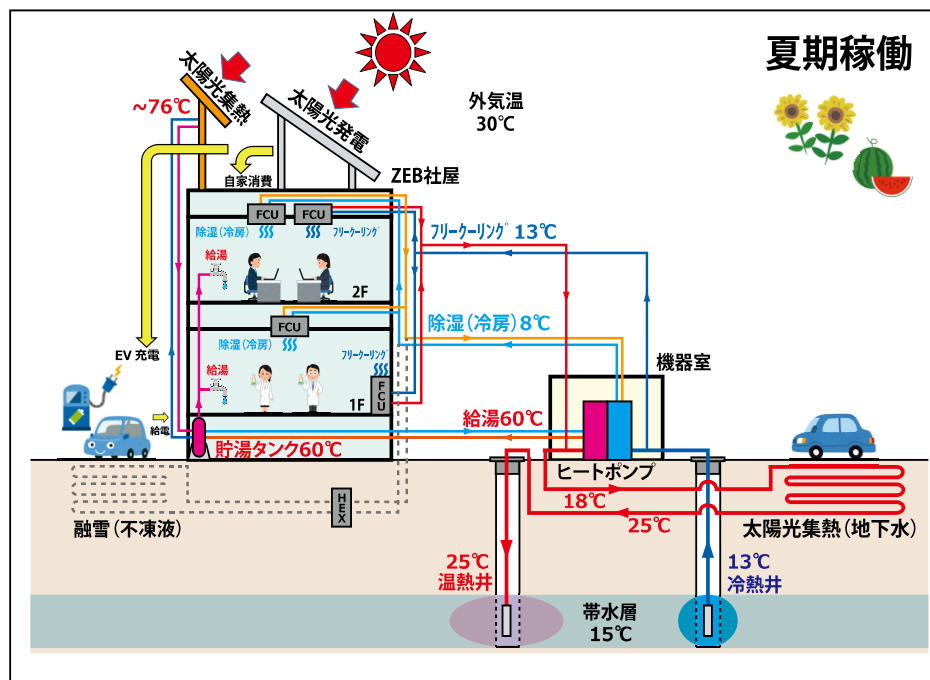 夏期稼働
太陽光集熱
太陽光発電
~76℃
外気温
30℃
自家消費
ZEB社屋
FCU
FCU
除湿(冷房)
フリークーリング
フリークーリング 13℃
給湯
2F
除湿(冷房)8℃
FCU
除湿(冷房)
フリークーリング
EV 充電
機器室
給湯
FCU
1F
給湯60℃
給電
貯湯タンク60℃
ヒートポンプ
18℃
HEX
25℃
融雪(不凍液)
太陽光集熱(地下水)
25℃
温熱井
13℃
冷熱井
帯水層
15℃